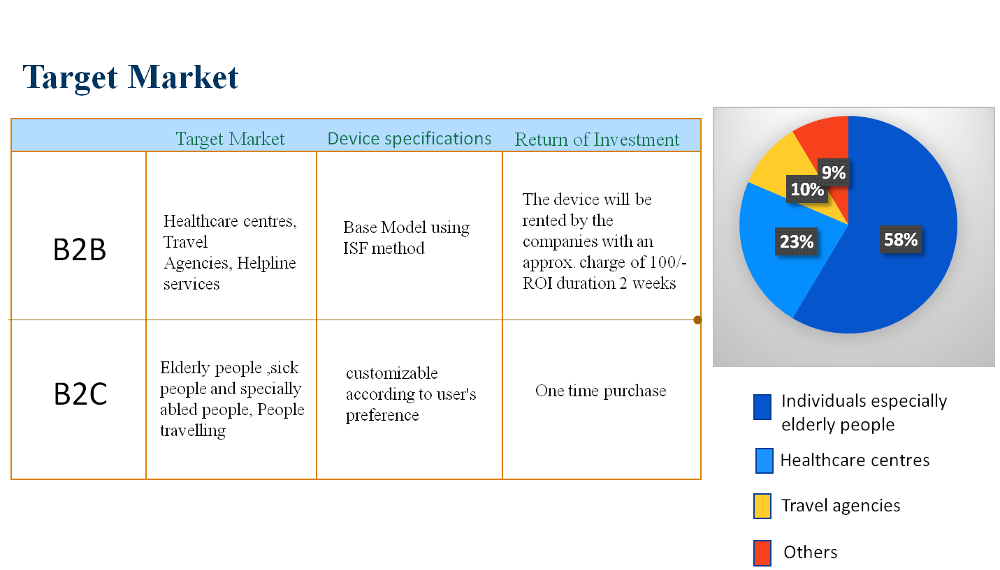 Target Market
Target Market
Device specifications
Return of Investment
B2B
Healthcare centres,
Travel
Agencies, Helpline
services
Base Model using
ISF method
The device will be
rented by the
companies with an
approx. charge of 100/-
ROI duration 2 weeks
B2C
Elderly people ,sick
people and specially
abled people, People
travelling
customizable
according to user's
preference
One time purchase
9%
10%
23%
58%
Individuals especially
elderly people
Healthcare centres
Travel agencies
Others